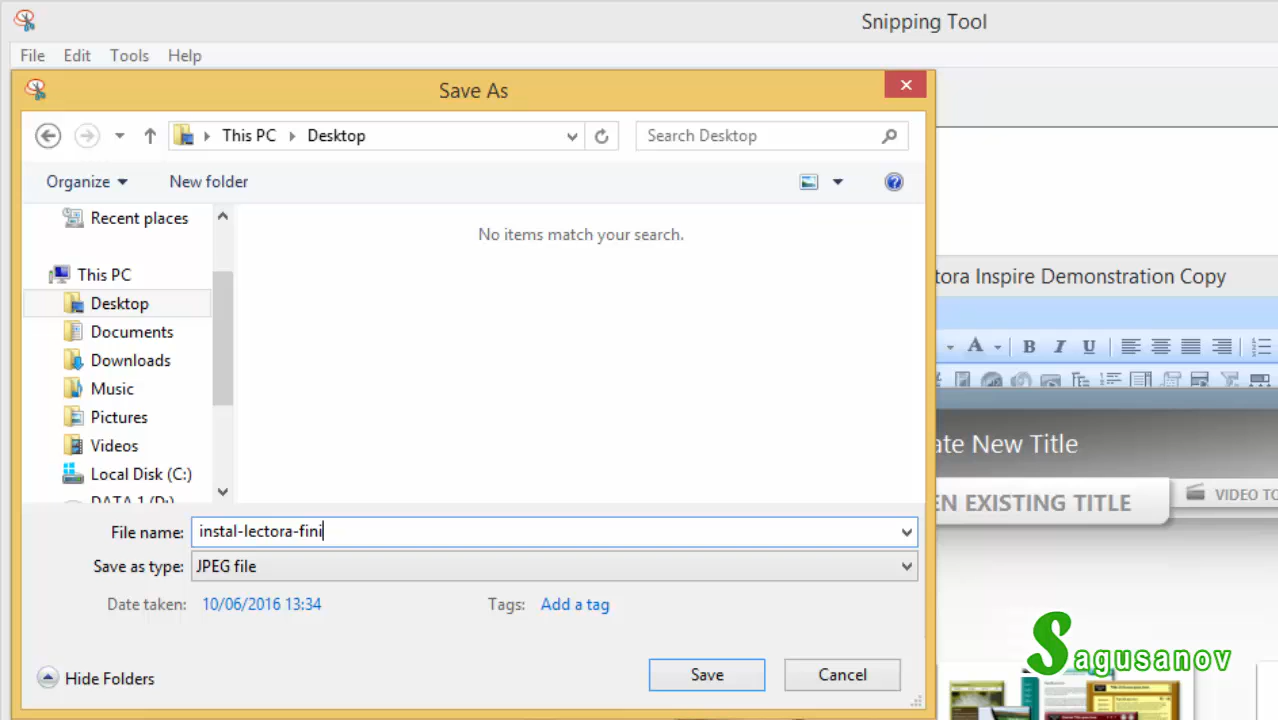 Snipping Tool
File Edit Tools Help
Save As
This PC Desktop
Search Desktop
Organize New folder
Recent places
No items match your search.
This PC
Desktop
Documents
Downloads
Music
Pictures
Videos
Local Disk (C:)
DATA 1 (D:)
File name: instal-lectora-fini
Save as type: JPEG file
Date taken: 10/06/2016 13:34 Tags: Add a tag
Hide Folders Save Cancel
tora Inspire Demonstration Copy
A B I U
ate New Title
EN EXISTING TITLE
VIDEO TO
Sagusanov